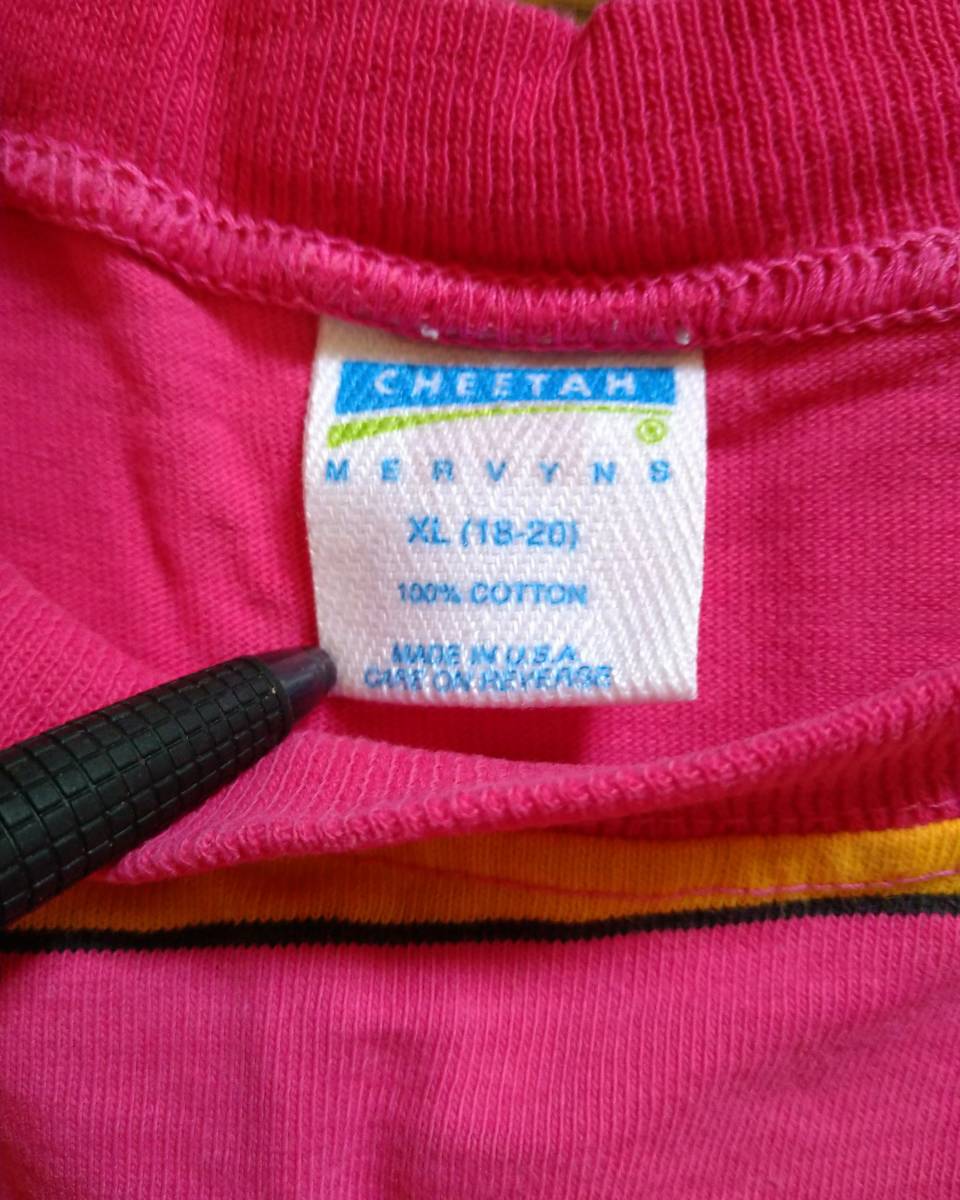 CHEETAH
®
MERVYNS
XL (18-20)
100% COTTON
MADE IN U.S.A.
CARE ON REVERSE